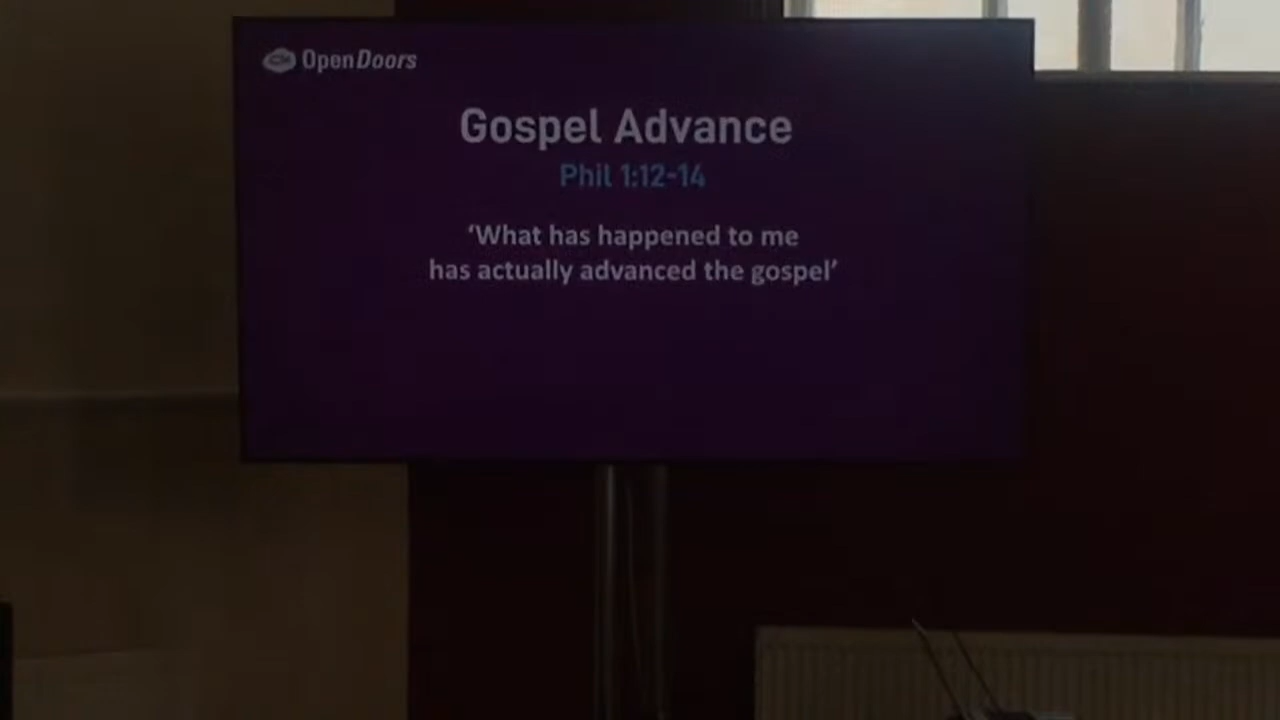 OpenDoors
Gospel Advance
Phil 1:12-14
‘What has happened to me
has actually advanced the gospel’